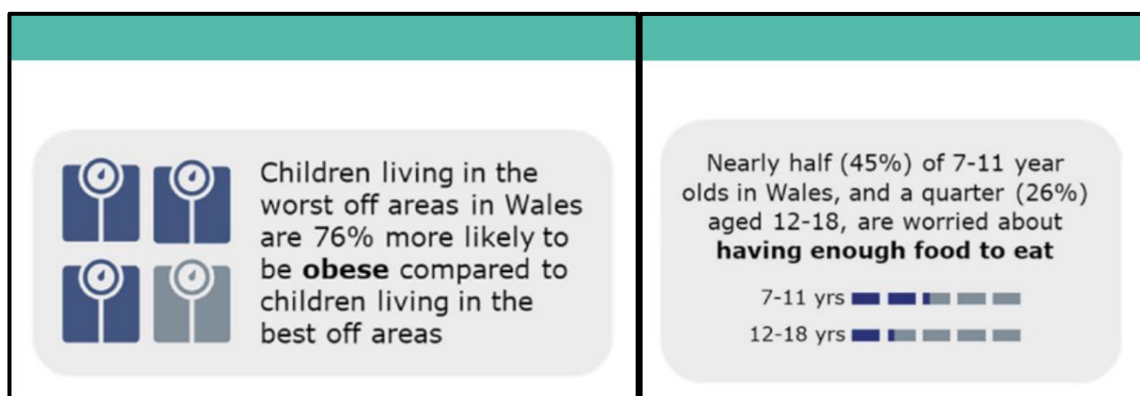 Children living in the
worst off areas in Wales
are 76% more likely to
be obese compared to
children living in the
best off areas
Nearly half (45%) of 7-11 year
olds in Wales, and a quarter (26%)
aged 12-18, are worried about
having enough food to eat
7-11 yrs
12-18 yrs